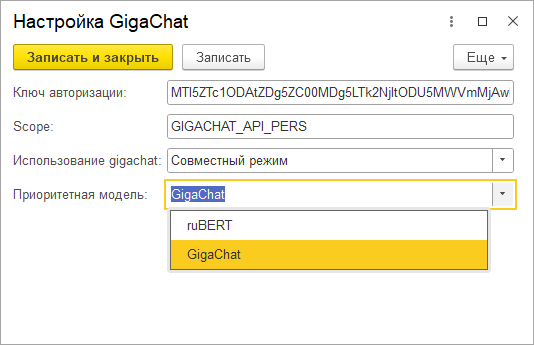 Настройка GigaChat
Записать и закрыть Записать Еще
Ключ авторизации: MTI5ZTc1ODAtZDg5ZC00MDg5LTk2NjltODU5MWVmMjAw
Scope: GIGACHAT_API_PERS
Использование gigachat: Совместный режим
Приоритетная модель: GigaChat
ruBERT
GigaChat